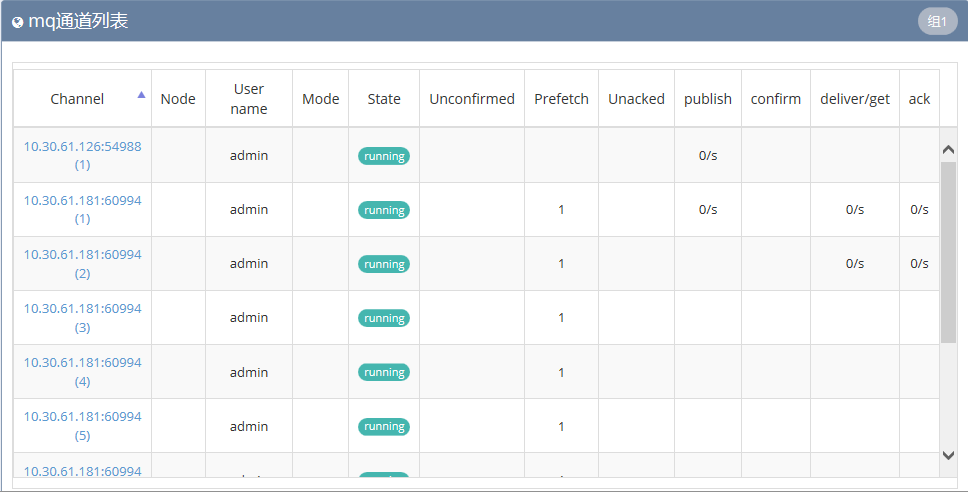 mq通道列表
组1
Channel Node User name Mode State Unconfirmed Prefetch Unacked publish confirm deliver/get ack
10.30.61.126:54988 (1) admin running 0/s
10.30.61.181:60994 (1) admin running 1 0/s 0/s 0/s
10.30.61.181:60994 (2) admin running 1 0/s 0/s
10.30.61.181:60994 (3) admin running 1
10.30.61.181:60994 (4) admin running 1
10.30.61.181:60994 (5) admin running 1
10.30.61.181:60994